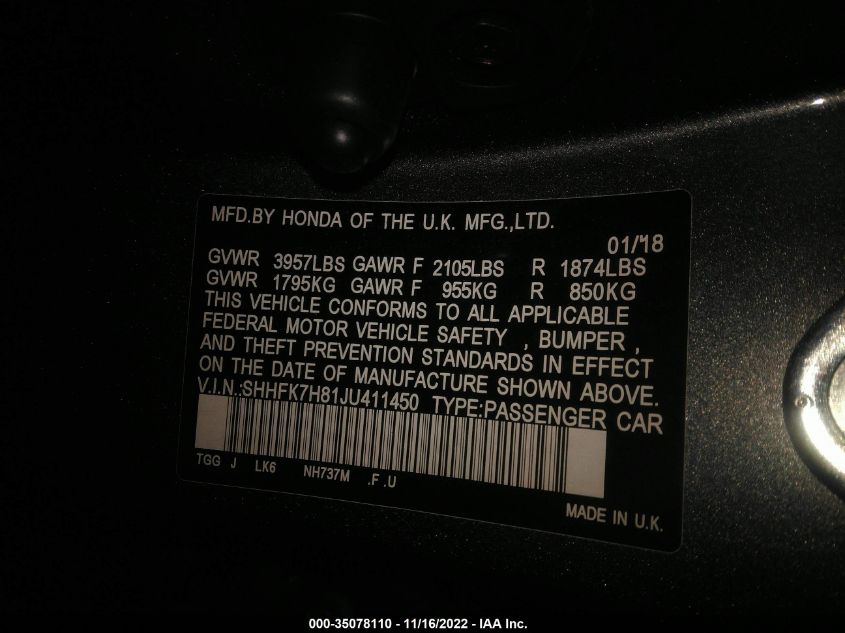 MFD.BY HONDA OF THE U.K. MFG.,LTD.
01/18
GVWR 3957LBS GAWR F 2105LBS R 1874LBS
GVWR 1795KG GAWR F 955KG R 850KG
THIS VEHICLE CONFORMS TO ALL APPLICABLE
FEDERAL MOTOR VEHICLE SAFETY , BUMPER ,
AND THEFT PREVENTION STANDARDS IN EFFECT
ON THE DATE OF MANUFACTURE SHOWN ABOVE.
V.I.N.:SHHFK7H81JU411450 TYPE:PASSENGER CAR
TGG J LK6 NH737M .F .U
MADE IN U.K.
000-35078110 - 11/16/2022 - IAA Inc.